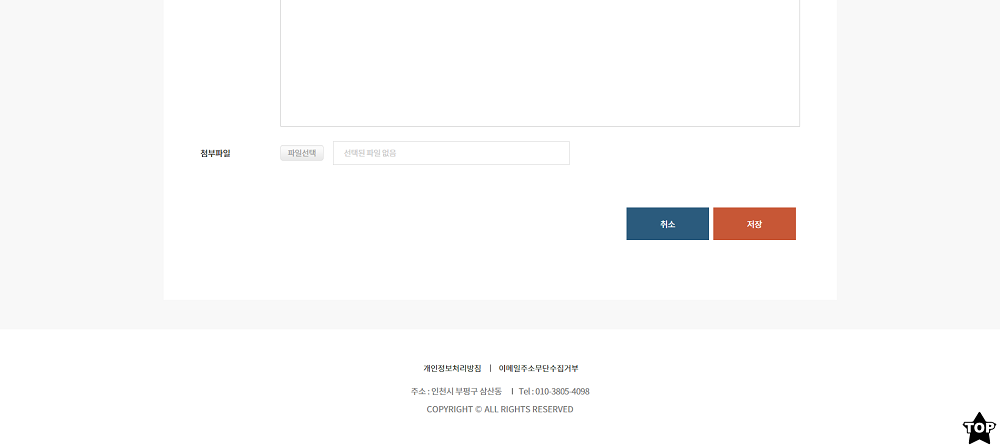 첨부파일 파일선택 선택된 파일 없음
취소 저장
개인정보처리방침 | 이메일주소무단수집거부
주소 : 인천시 부평구 삼산동 | Tel : 010-3805-4098
COPYRIGHT © ALL RIGHTS RESERVED
TOP